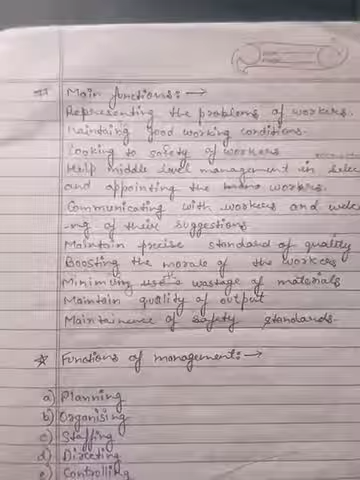 Main functions: →
Representing the problems of workers.
Maintaing good working conditions.
Looking to safety of workers
Help middle level management in selec
and appointing the workers.
Communicating with workers and welc
-ing of their suggestions
Maintain precise standard of quality
Boosting the morale of the workers
Minimizing the wastage of materials
Maintain quality of output
Maintainence of safety standards.
☆ Functions of management: →
a) Planning
b) Organising
c) Staffing
d) Directing
e) Controlling